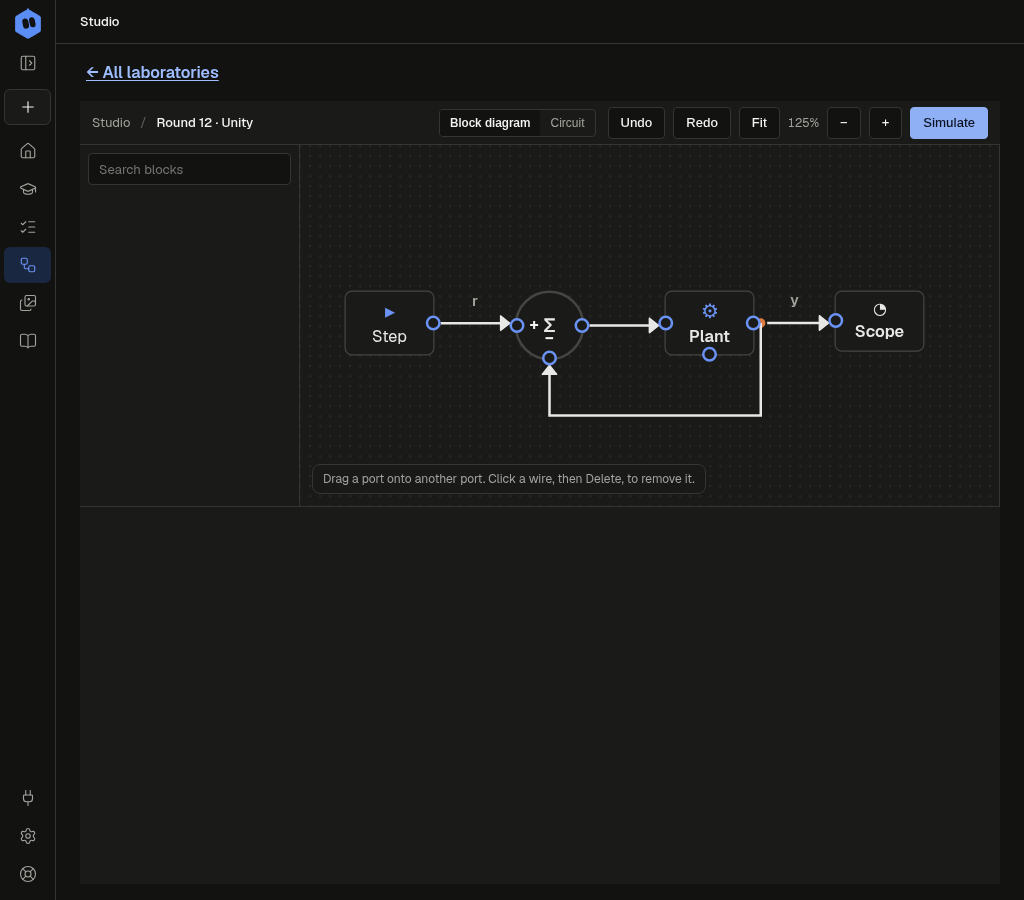 Studio
← All laboratories
Studio / Round 12 · Unity
Block diagram
Circuit
Undo
Redo
Fit
125%
−
+
Simulate
Search blocks
r
y
Step
+ Σ
−
Plant
Scope
Drag a port onto another port. Click a wire, then Delete, to remove it.